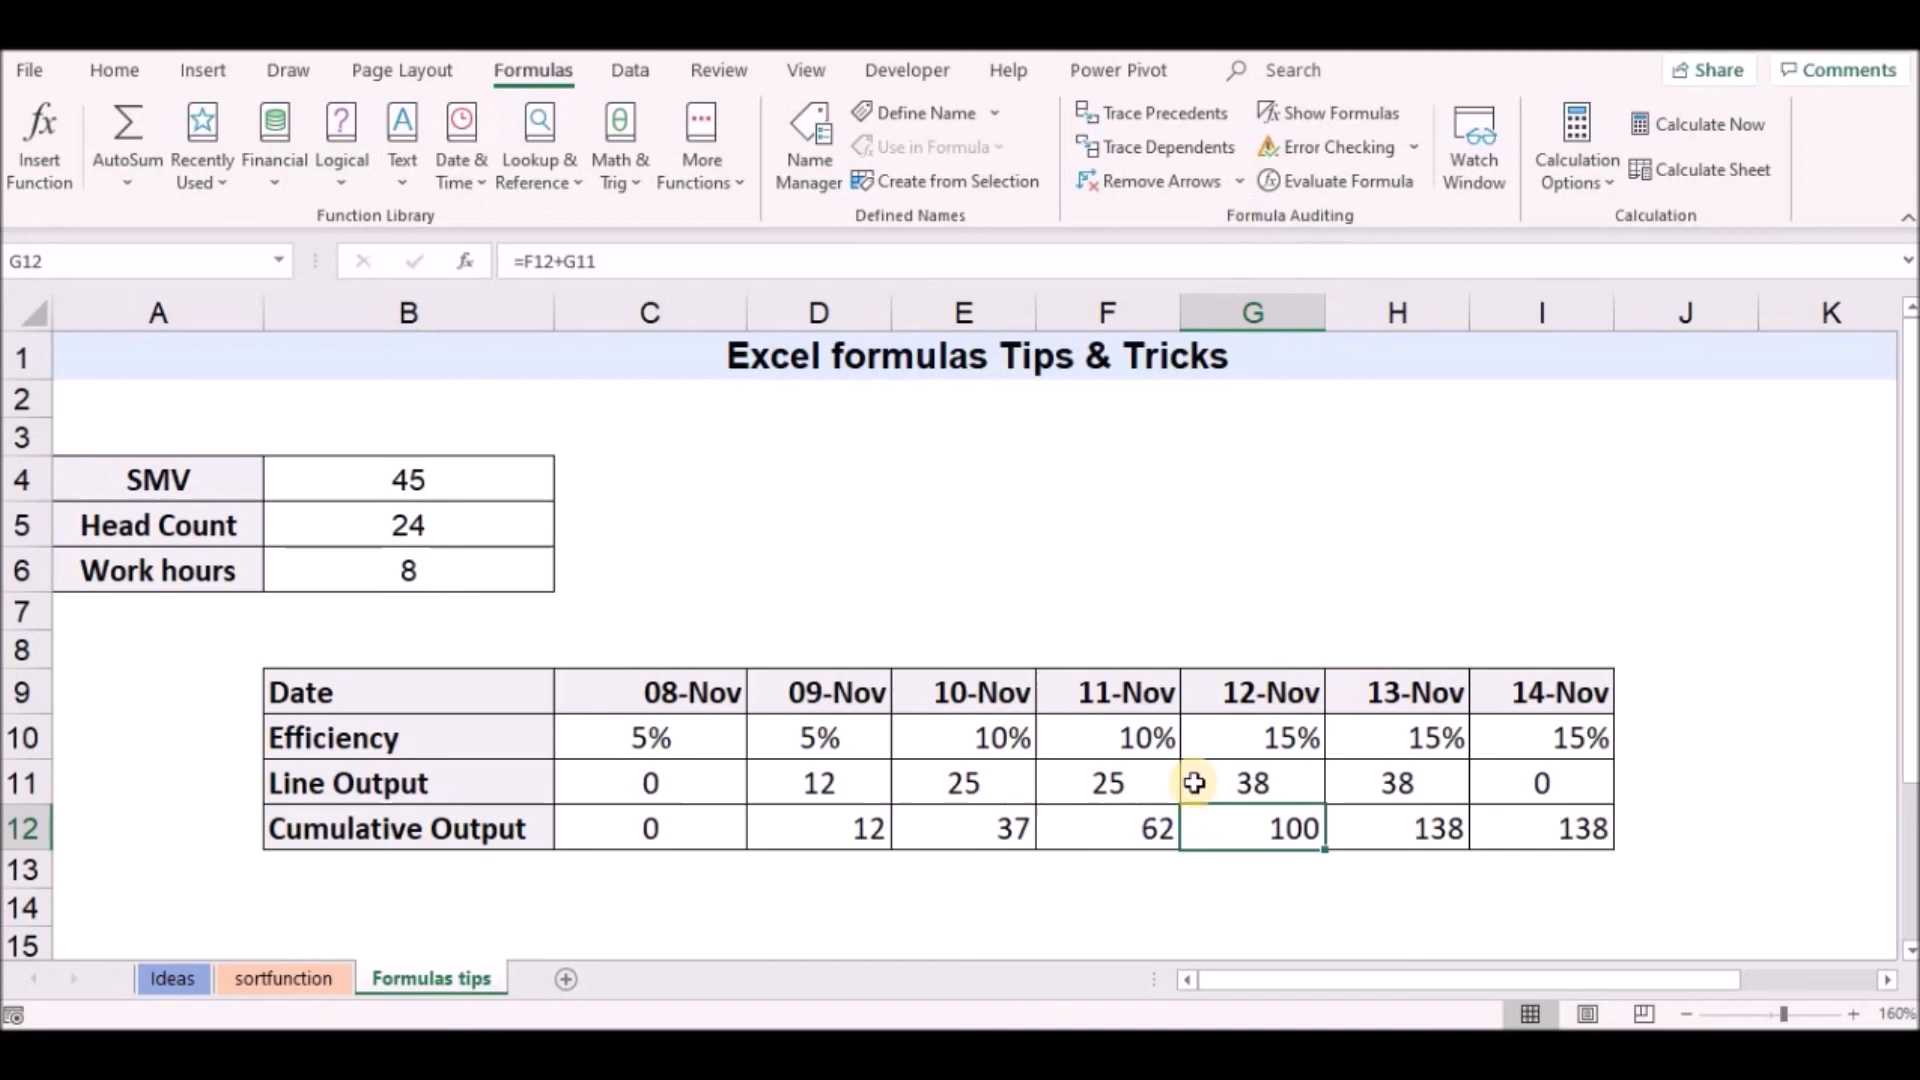 File Home Insert Draw Page Layout Formulas Data Review View Developer Help Power Pivot Search Share Comments
Insert Function AutoSum Recently Used Financial Logical Text Date & Time Lookup & Reference Math & Trig More Functions
Function Library
Name Manager Define Name Use in Formula Create from Selection
Defined Names
Trace Precedents Show Formulas
Trace Dependents Error Checking
Remove Arrows Evaluate Formula
Formula Auditing
Watch Window
Calculation Options Calculate Now Calculate Sheet
Calculation
G12 fx =F12+G11
A B C D E F G H I J K
1 Excel formulas Tips & Tricks
2
3
4 SMV 45
5 Head Count 24
6 Work hours 8
7
8
9 Date 08-Nov 09-Nov 10-Nov 11-Nov 12-Nov 13-Nov 14-Nov
10 Efficiency 5% 5% 10% 10% 15% 15% 15%
11 Line Output 0 12 25 25 38 38 0
12 Cumulative Output 0 12 37 62 100 138 138
13
14
15
Ideas sortfunction Formulas tips
160%